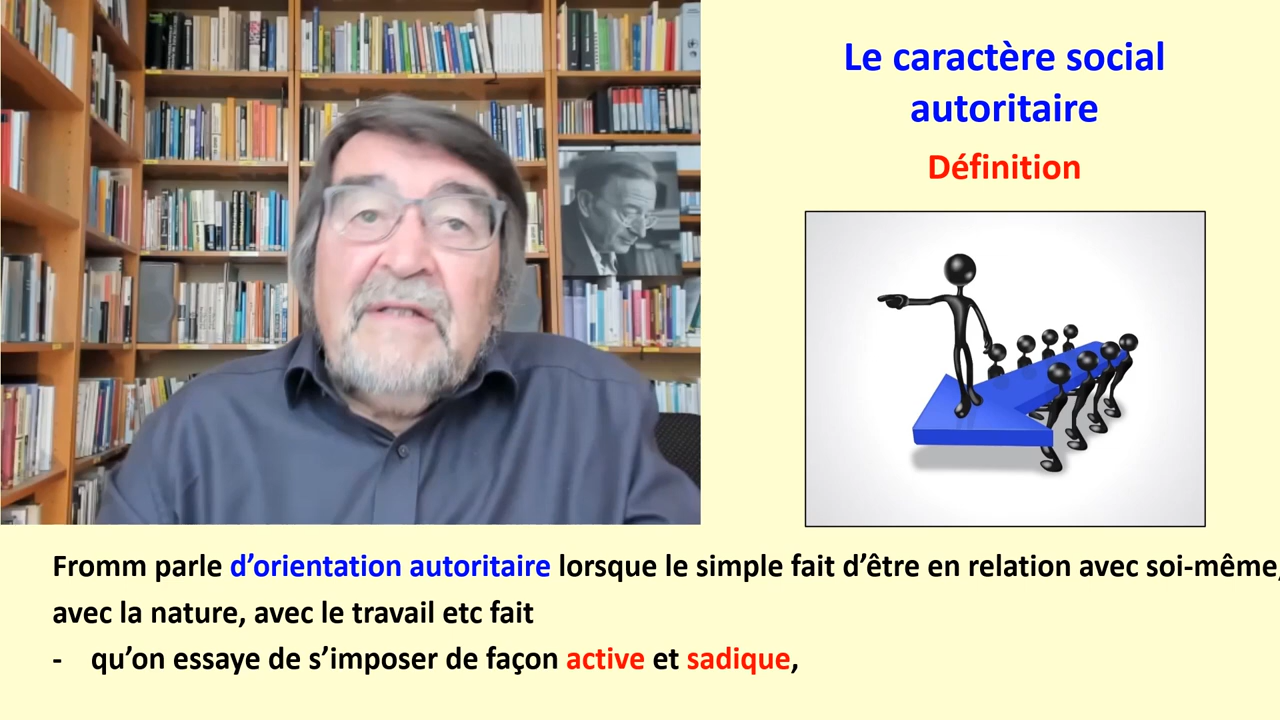 Le caractère social
autoritaire
Définition
Fromm parle d’orientation autoritaire lorsque le simple fait d’être en relation avec soi-même,
avec la nature, avec le travail etc fait
- qu’on essaye de s’imposer de façon active et sadique,